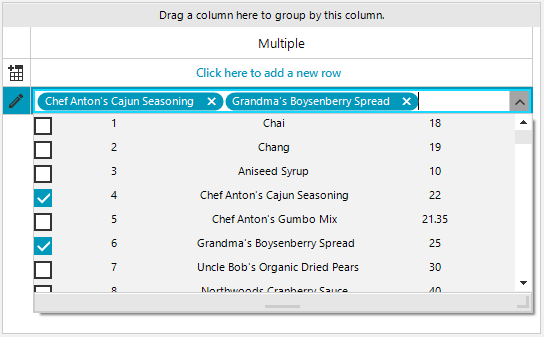 Drag a column here to group by this column.
Multiple
Click here to add a new row
Chef Anton's Cajun Seasoning Grandma's Boysenberry Spread
1 Chai 18
2 Chang 19
3 Aniseed Syrup 10
4 Chef Anton's Cajun Seasoning 22
5 Chef Anton's Gumbo Mix 21.35
6 Grandma's Boysenberry Spread 25
7 Uncle Bob's Organic Dried Pears 30
8 Northwoods Cranberry Sauce 40